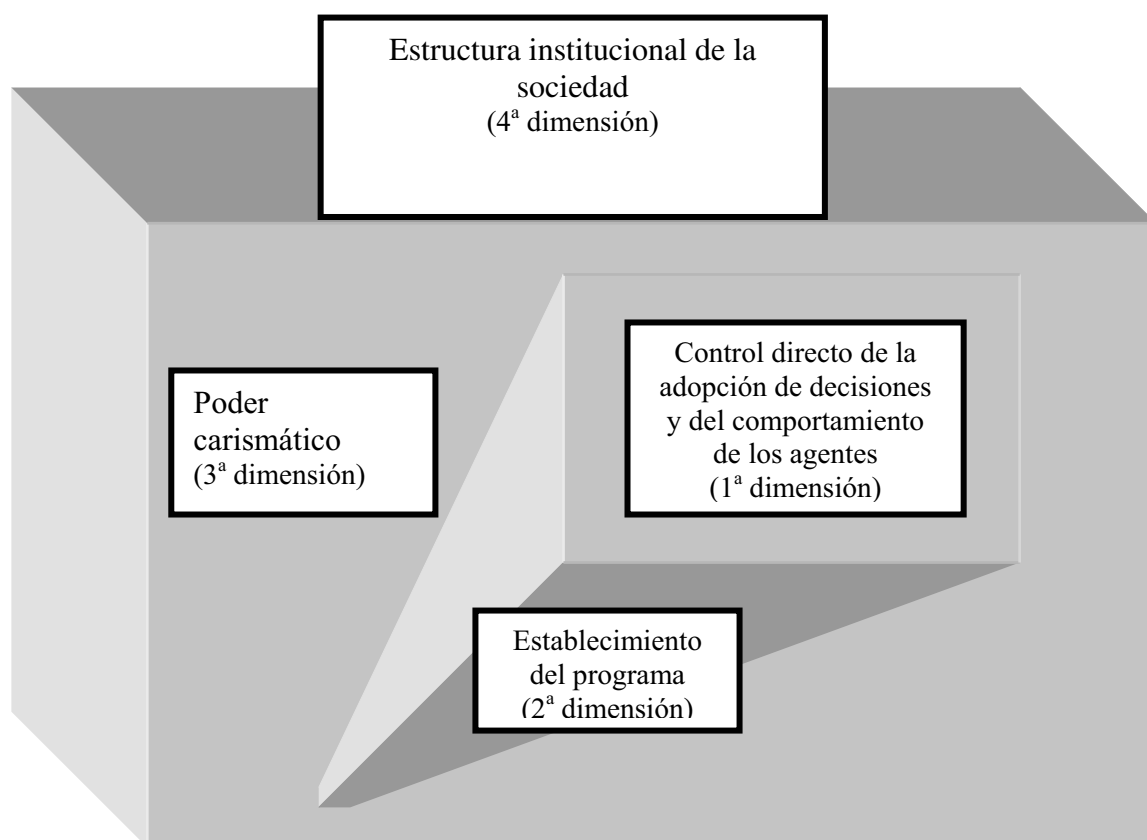 Estructura institucional de la
sociedad
(4ª dimensión)
Control directo de la
adopción de decisiones
y del comportamiento
de los agentes
(1ª dimensión)
Poder
carismático
(3ª dimensión)
Establecimiento
del programa
(2ª dimensión)